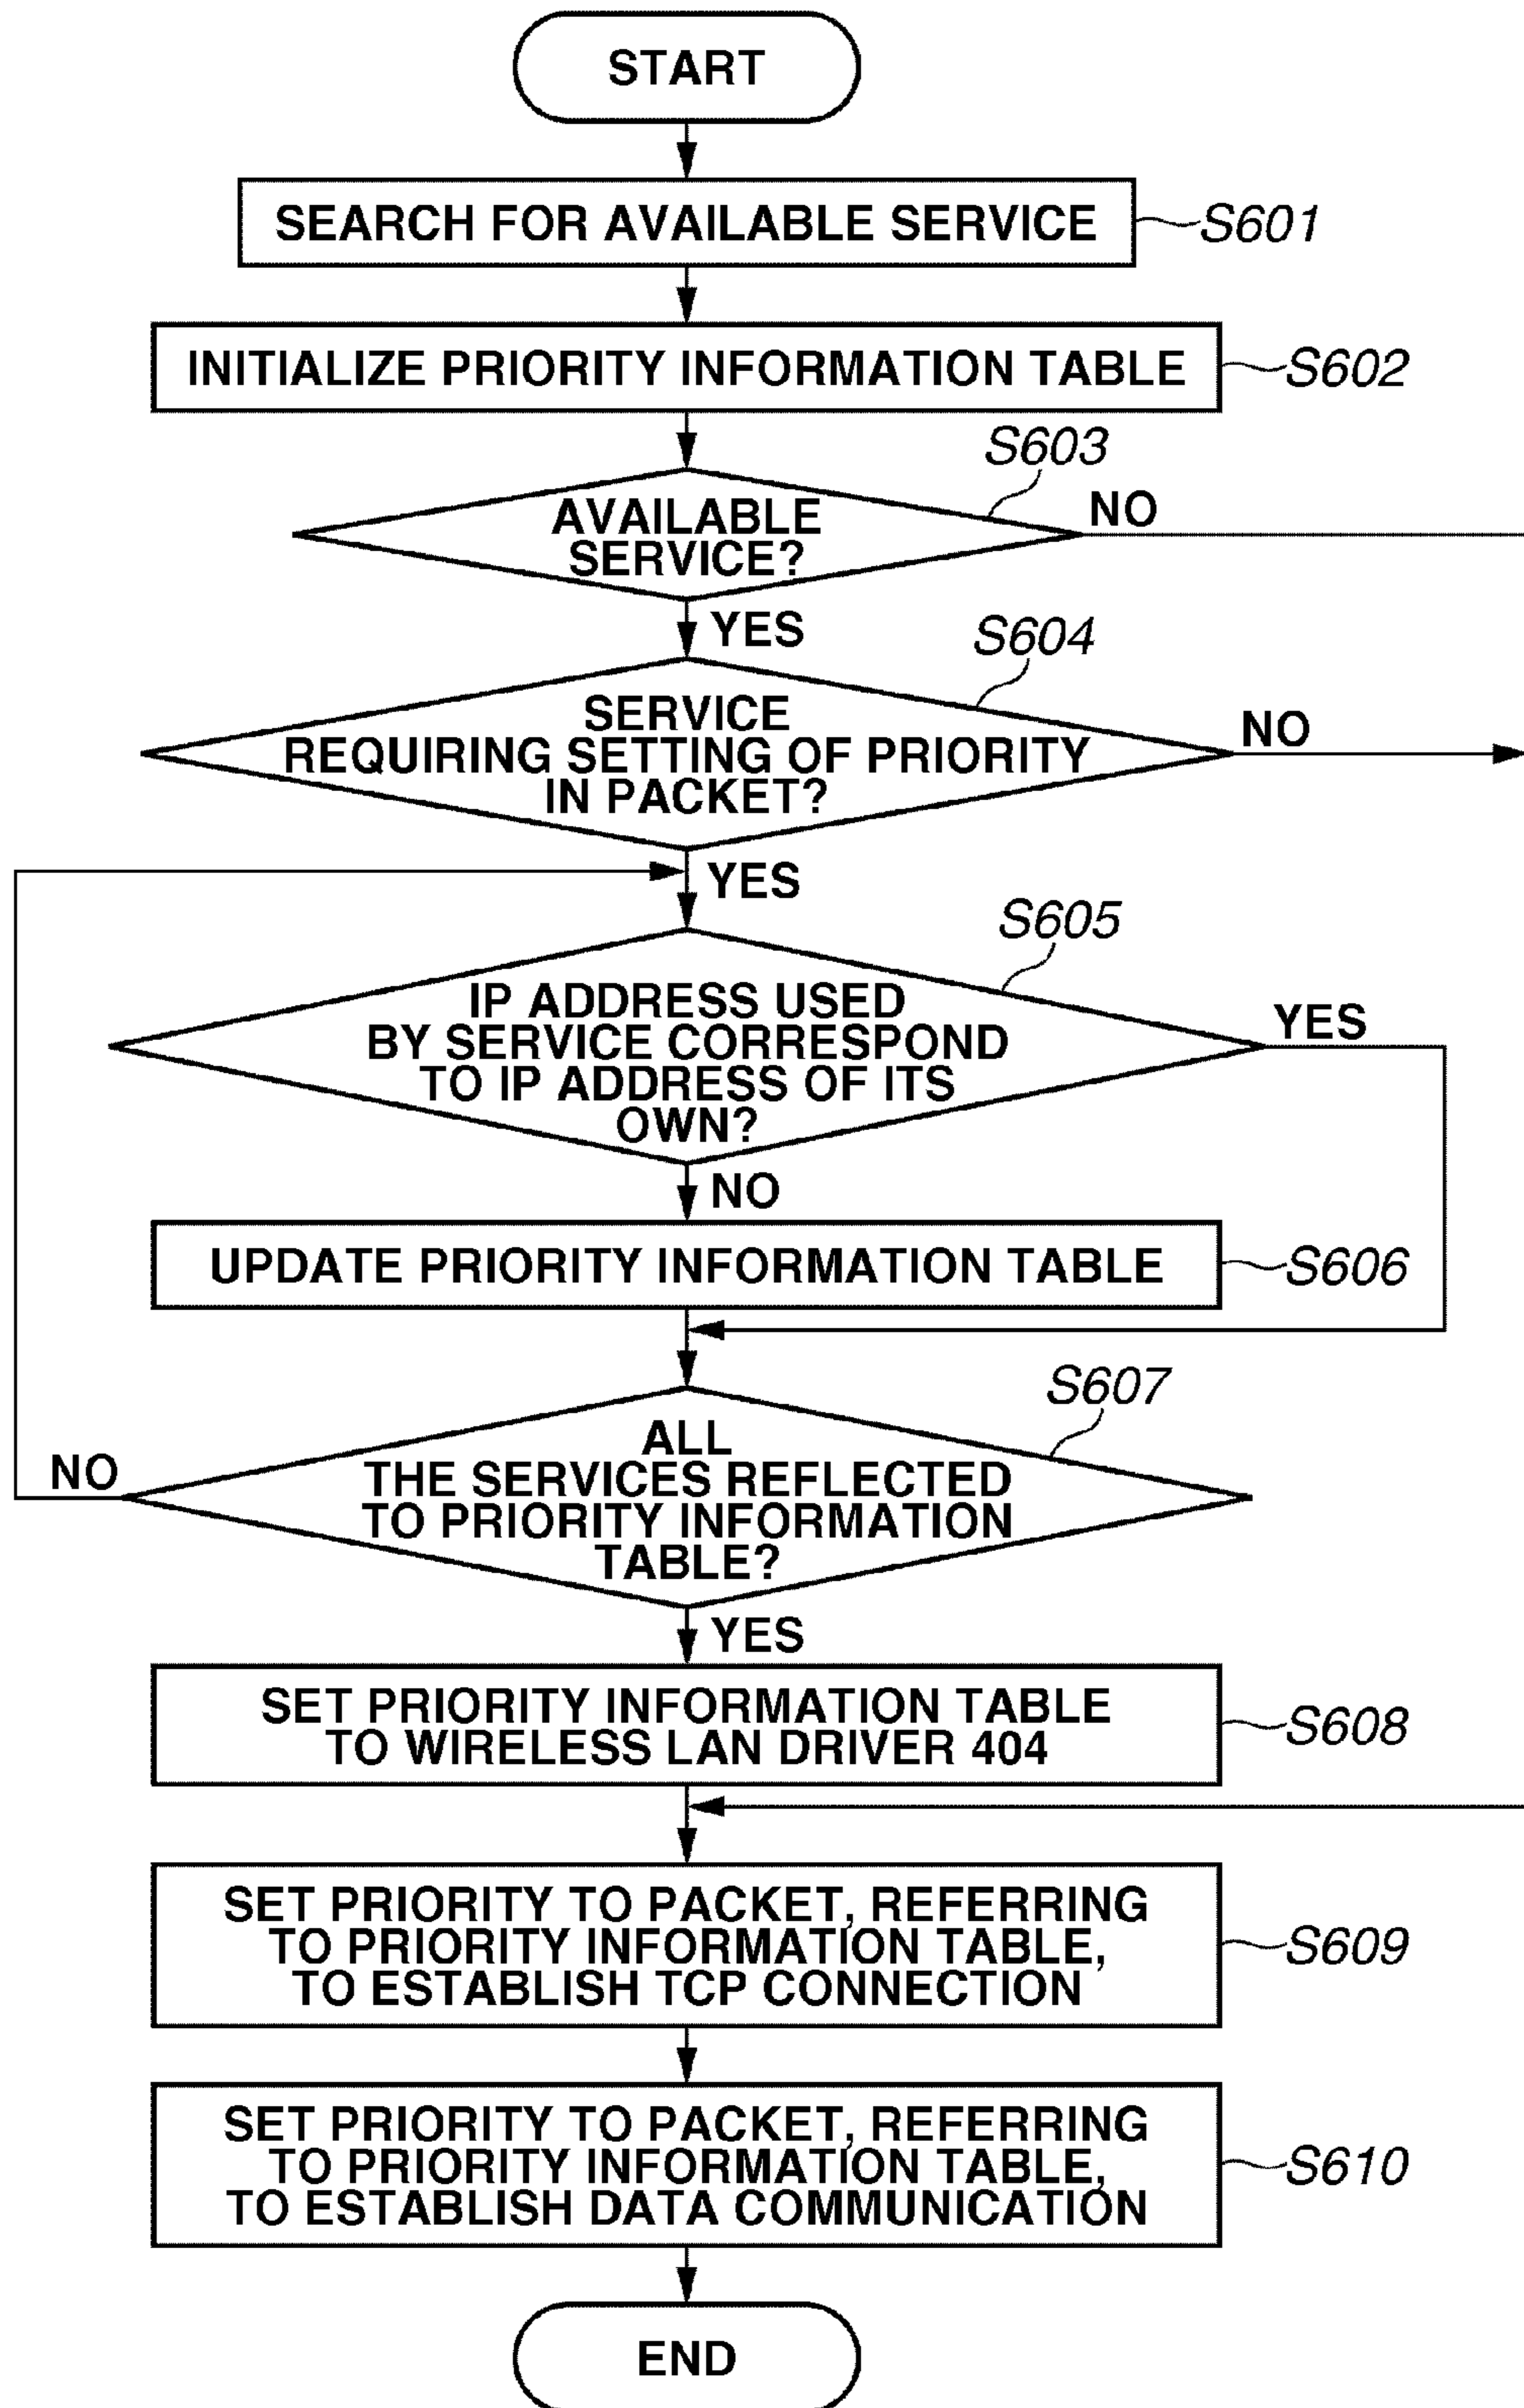 START
SEARCH FOR AVAILABLE SERVICE
S601
INITIALIZE PRIORITY INFORMATION TABLE
S602
S603
AVAILABLE
SERVICE?
NO
YES
S604
SERVICE
REQUIRING SETTING OF PRIORITY
IN PACKET?
NO
YES
S605
IP ADDRESS USED
BY SERVICE CORRESPOND
TO IP ADDRESS OF ITS
OWN?
YES
NO
UPDATE PRIORITY INFORMATION TABLE
S606
S607
ALL
THE SERVICES REFLECTED
TO PRIORITY INFORMATION
TABLE?
NO
YES
SET PRIORITY INFORMATION TABLE
TO WIRELESS LAN DRIVER 404
S608
SET PRIORITY TO PACKET, REFERRING
TO PRIORITY INFORMATION TABLE,
TO ESTABLISH TCP CONNECTION
S609
SET PRIORITY TO PACKET, REFERRING
TO PRIORITY INFORMATION TABLE,
TO ESTABLISH DATA COMMUNICATION
S610
END